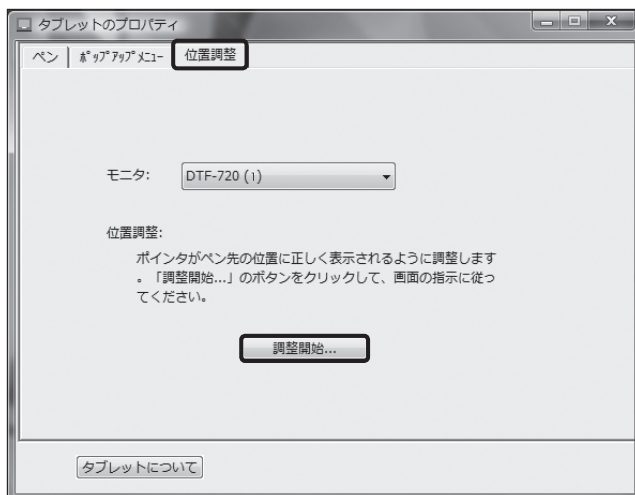 タブレットのプロパティ
ペン
ﾎﾟｯﾌﾟｱｯﾌﾟﾒﾆｭｰ
位置調整
モニタ:
DTF-720 (1)
位置調整:
ポインタがペン先の位置に正しく表示されるように調整します
。「調整開始...」のボタンをクリックして、画面の指示に従っ
てください。
調整開始...
タブレットについて